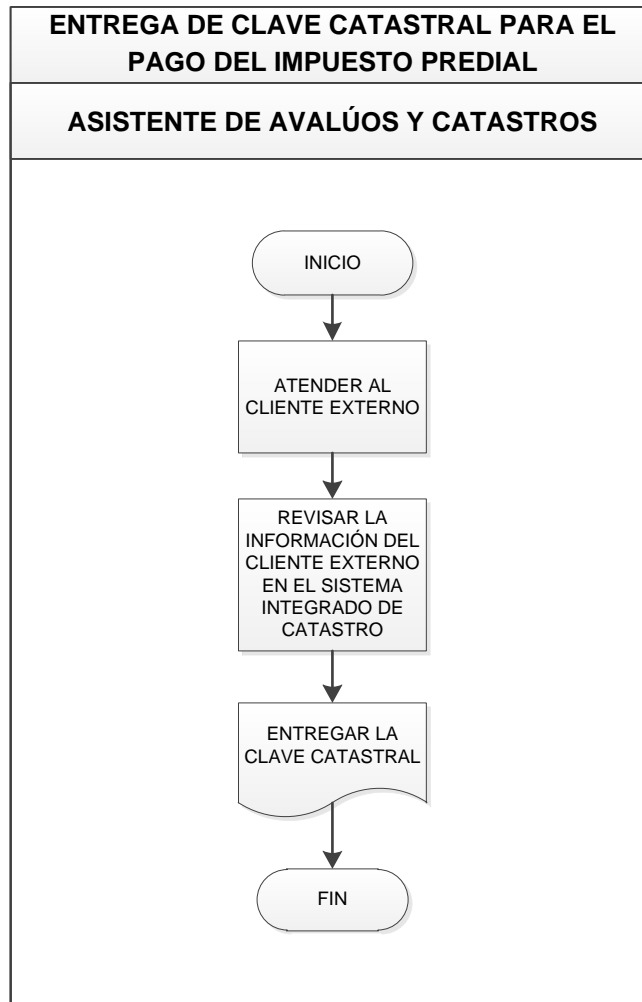 ENTREGA DE CLAVE CATASTRAL PARA EL
PAGO DEL IMPUESTO PREDIAL
ASISTENTE DE AVALÚOS Y CATASTROS
INICIO
ATENDER AL
CLIENTE EXTERNO
REVISAR LA
INFORMACIÓN DEL
CLIENTE EXTERNO
EN EL SISTEMA
INTEGRADO DE
CATASTRO
ENTREGAR LA
CLAVE CATASTRAL
FIN